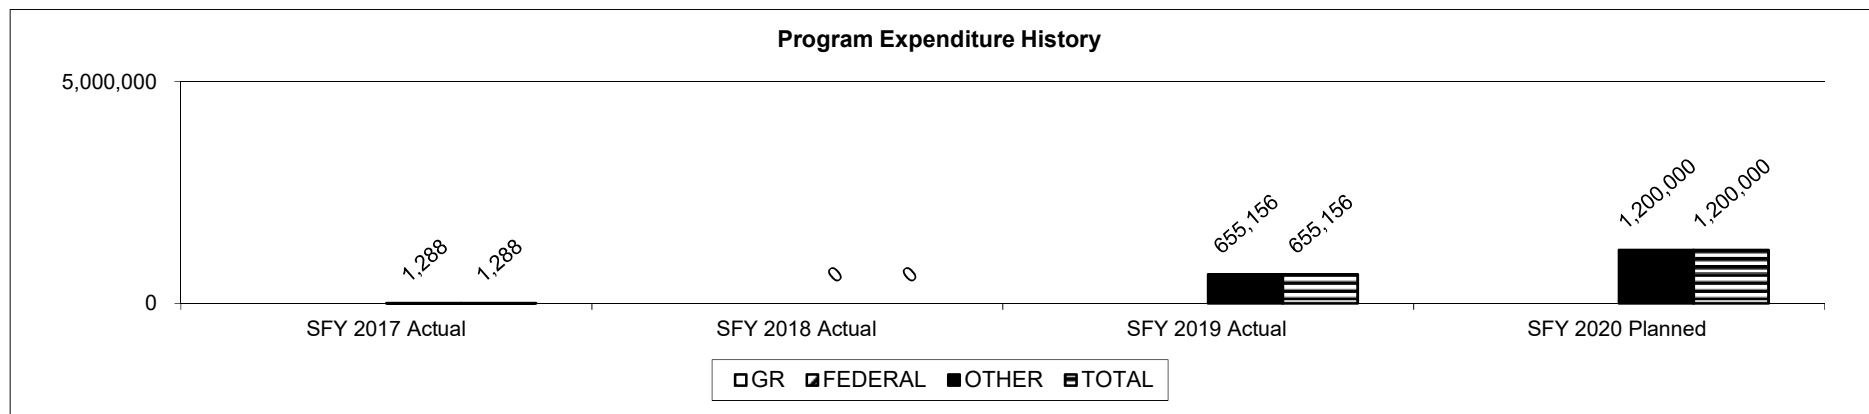 Program Expenditure History
5,000,000
1,200,000 1,200,000
655,156 655,156
1,288 1,288
0 0
0
SFY 2017 Actual SFY 2018 Actual SFY 2019 Actual SFY 2020 Planned
GR FEDERAL OTHER TOTAL